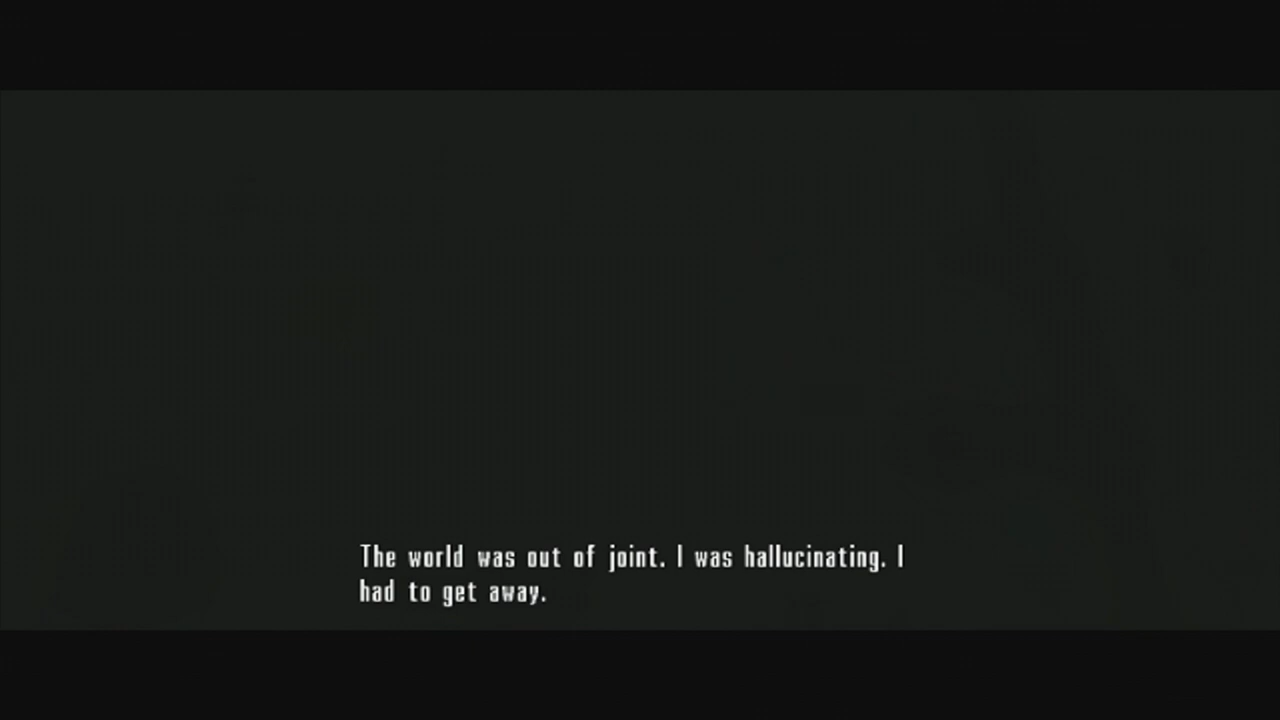 The world was out of joint. I was hallucinating. I
had to get away.